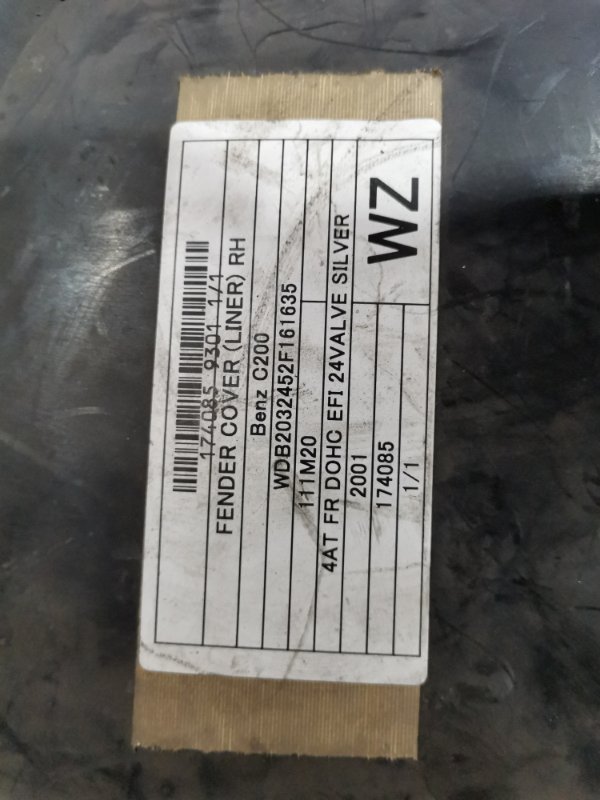 174085 9301 1/1
FENDER COVER (LINER) RH
Benz C200
WDB2032452F161635
111M20
4AT FR DOHC EFI 24VALVE SILVER
2001
174085
1/1
WZ